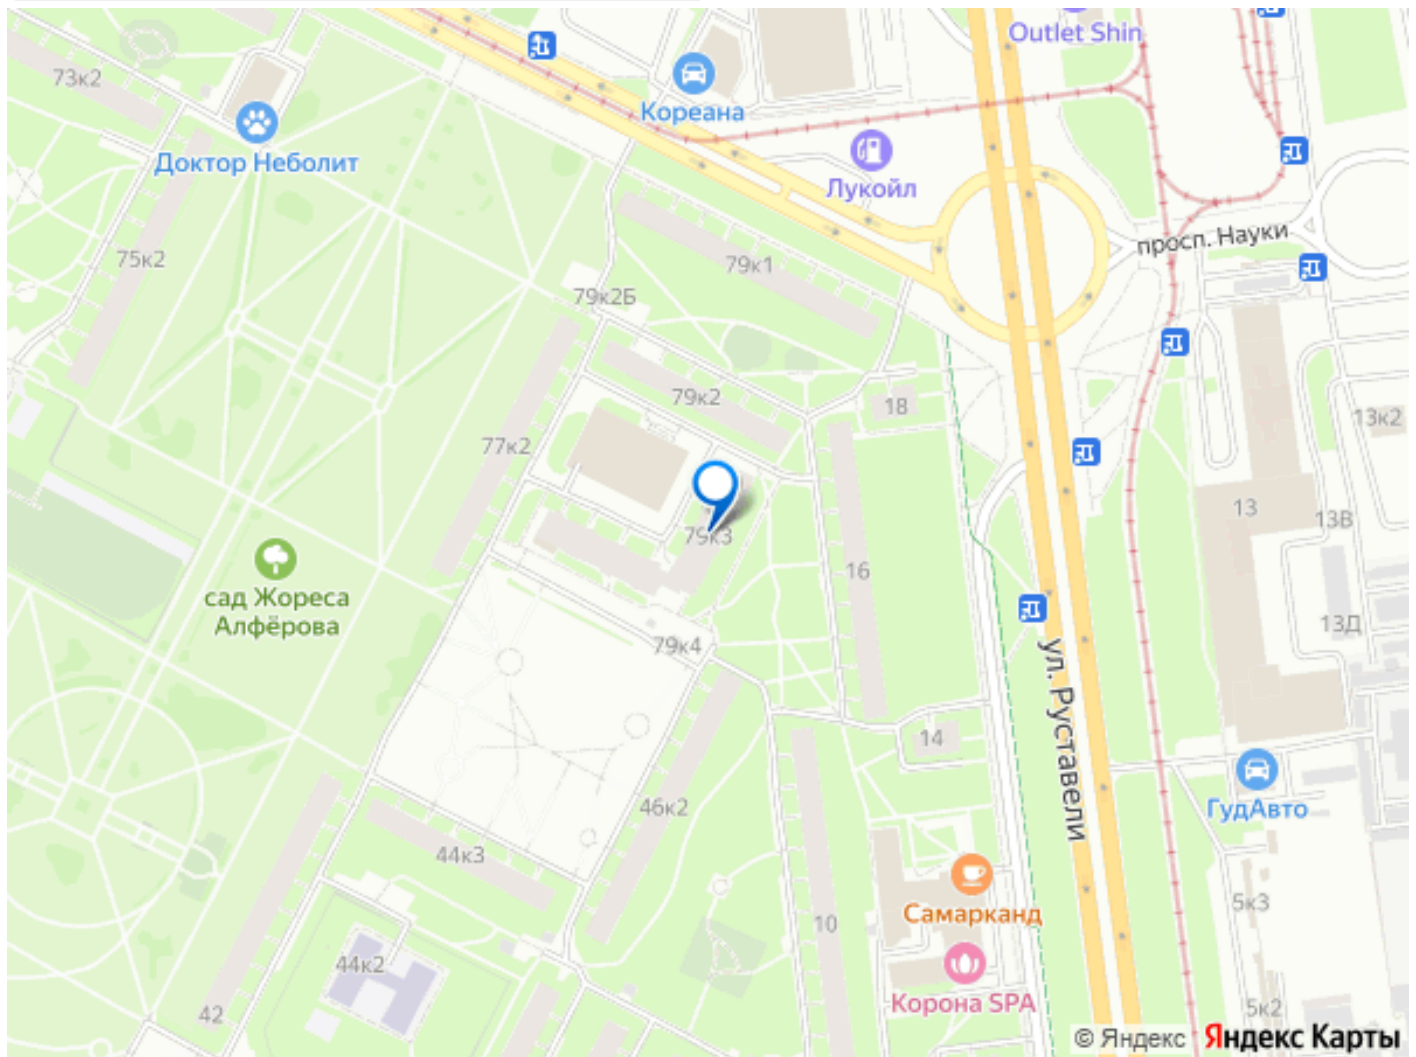 Outlet Shin
73к2
Кореана
Доктор Неболит
Лукойл
просп. Науки
75к2
79к1
79к2Б
79к2
18
13к2
77к2
13
13В
79к3
16
сад Жореса
Алфёрова
13Д
79к4
ул. Руставели
14
46к2
ГудАвто
44к3
Самарканд
5к3
10
44к2
Корона SPA
42
5к2
© Яндекс Яндекс Карты